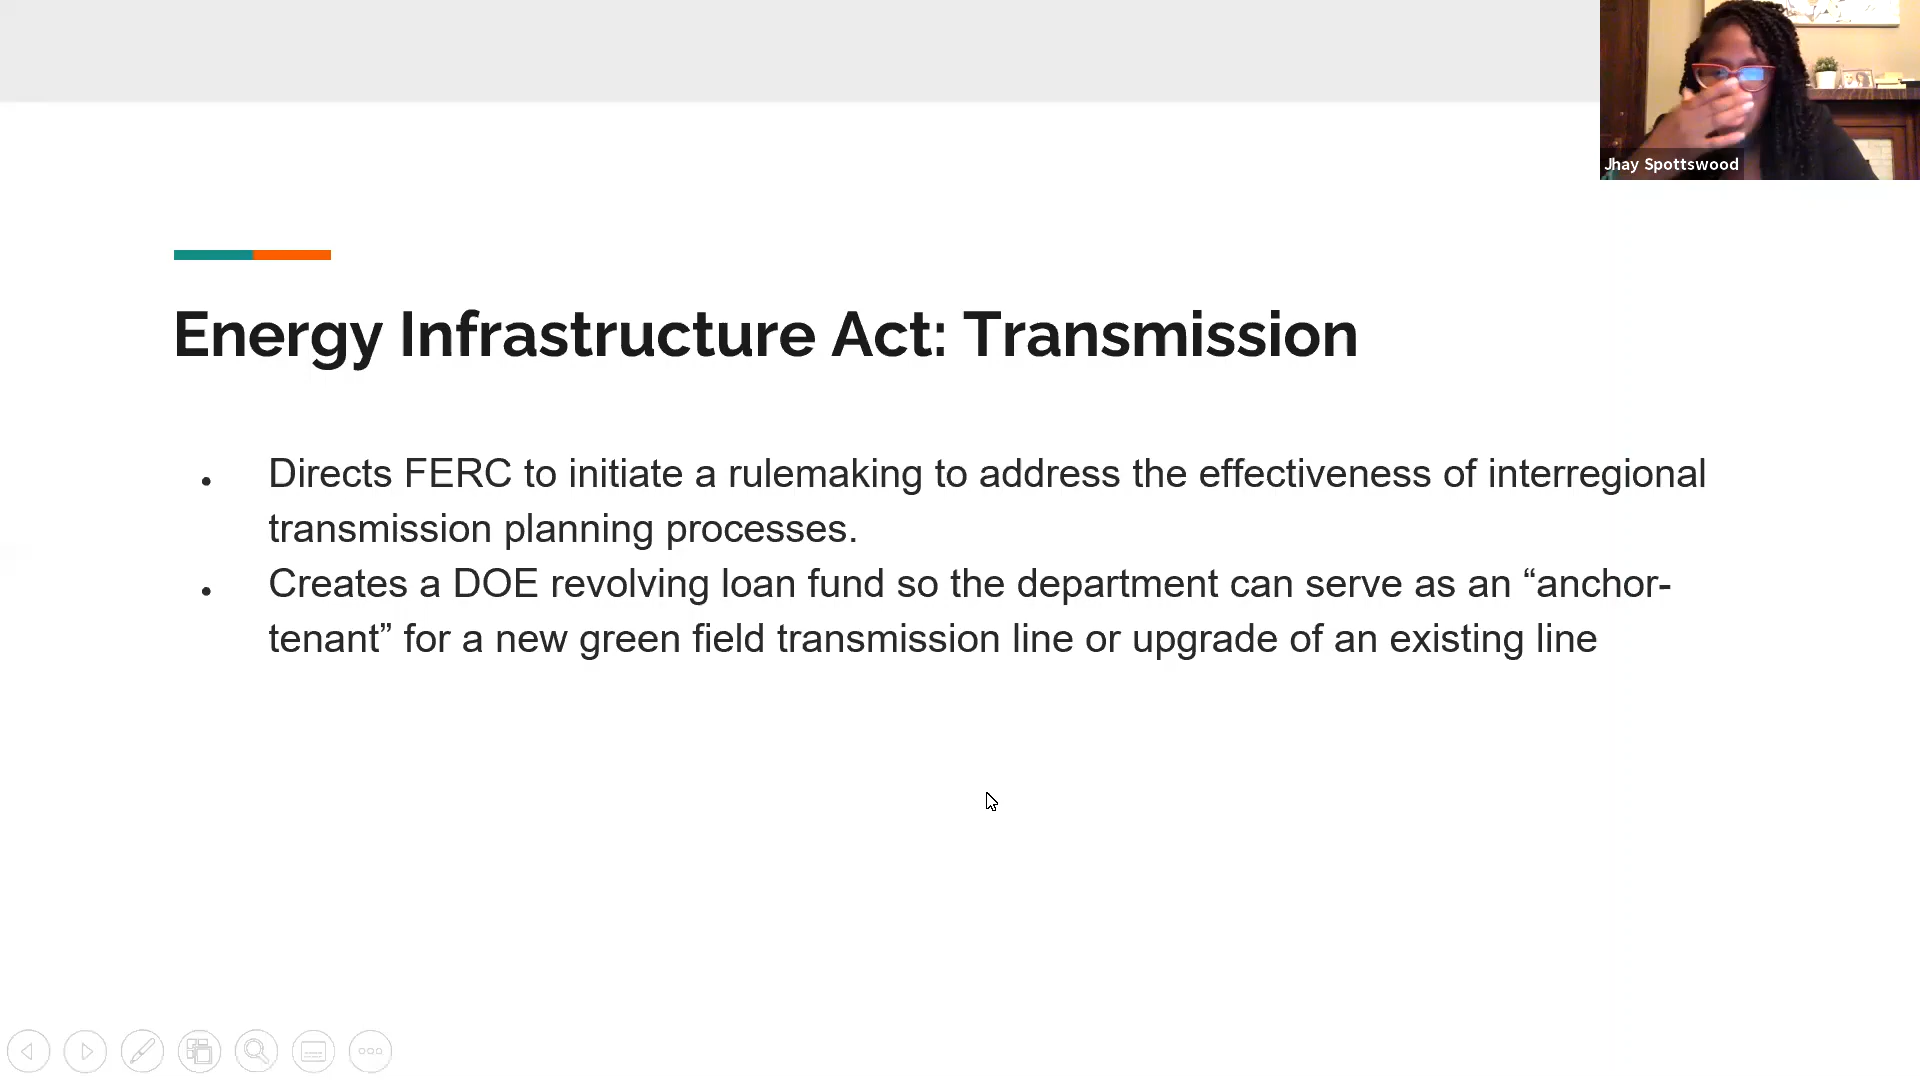 Jhay Spottswood
Energy Infrastructure Act: Transmission
• Directs FERC to initiate a rulemaking to address the effectiveness of interregional
transmission planning processes.
• Creates a DOE revolving loan fund so the department can serve as an “anchor-
tenant” for a new green field transmission line or upgrade of an existing line